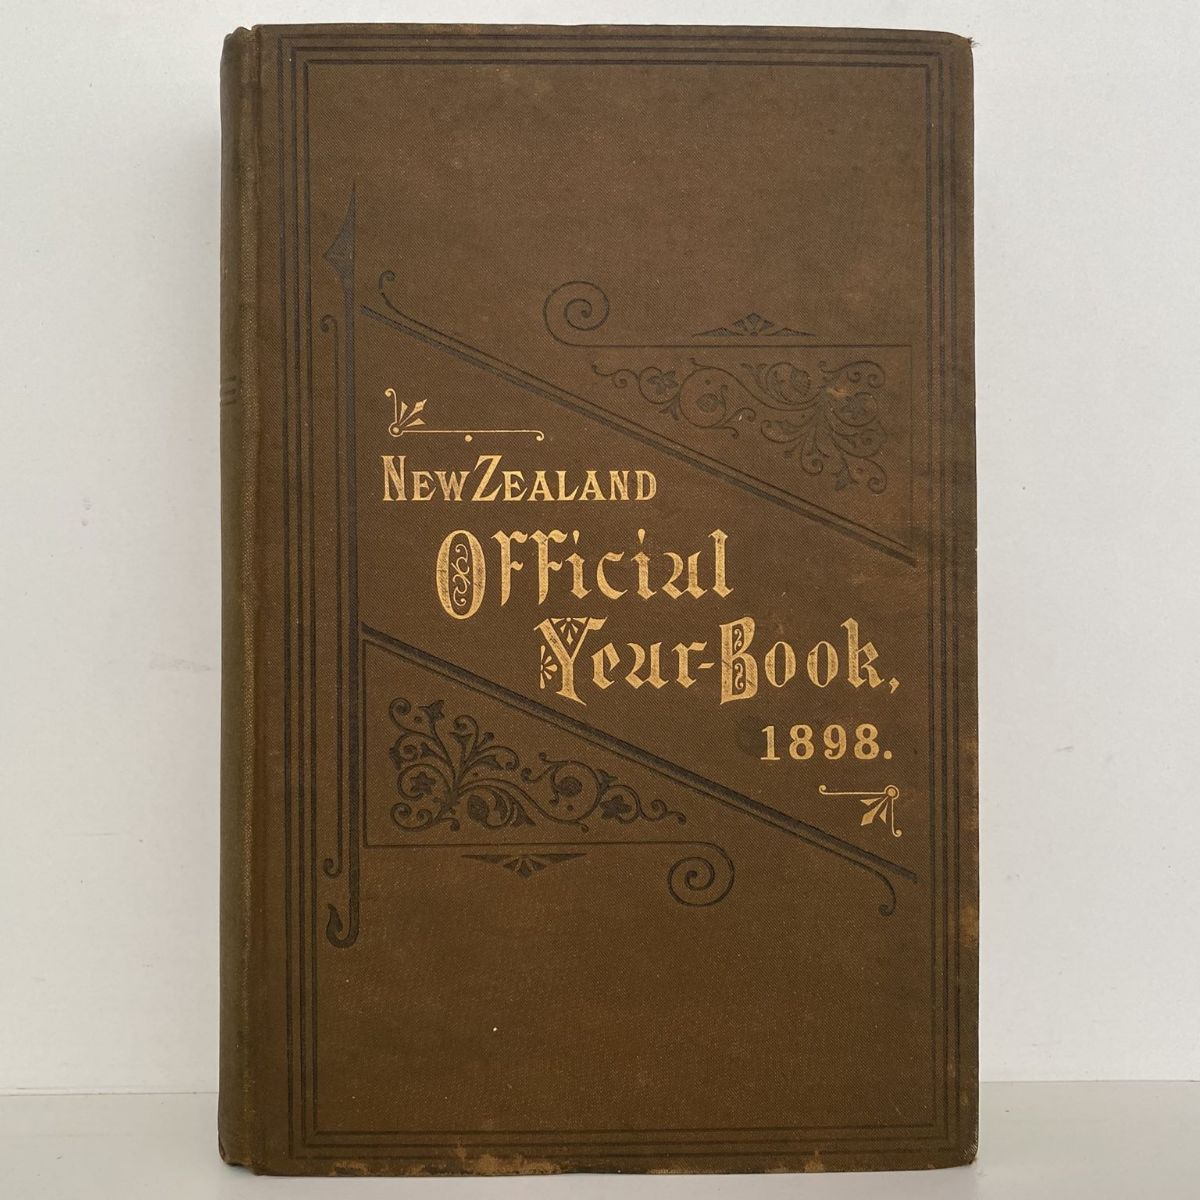 New Zealand
Official
Year-Book,
1898.